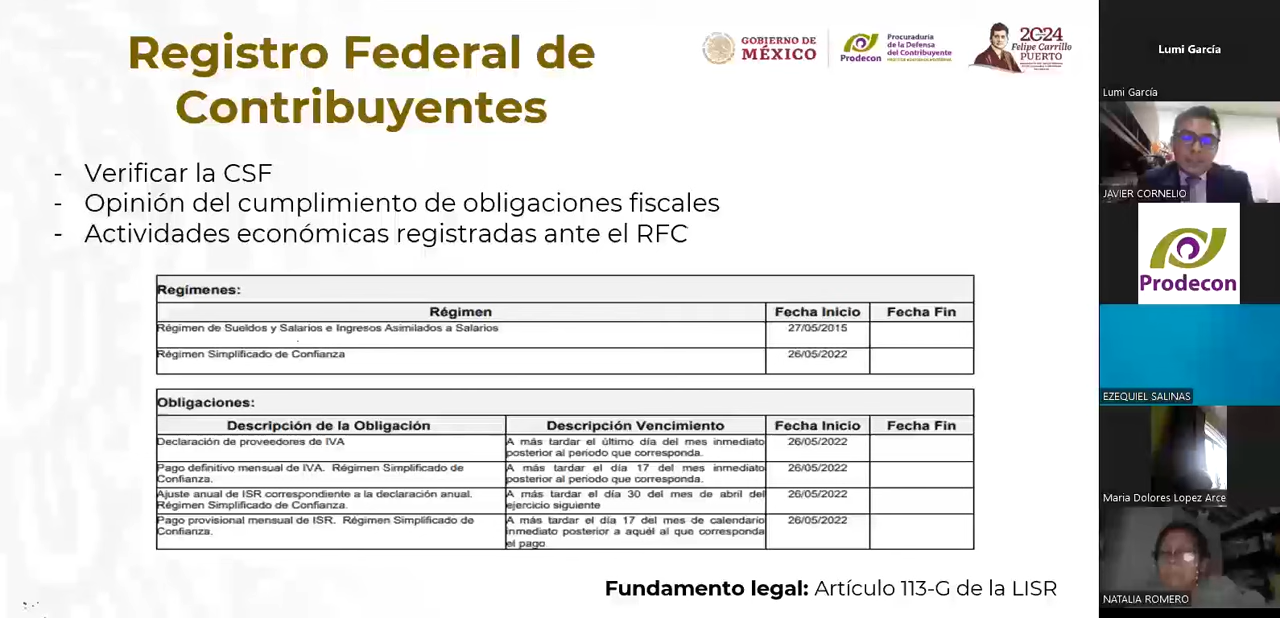 Registro Federal de
Contribuyentes
GOBIERNO DE
MÉXICO
Prodecon
Procuraduría
de la Defensa
del Contribuyente
2024
Felipe Carrillo
PUERTO
- Verificar la CSF
- Opinión del cumplimiento de obligaciones fiscales
- Actividades económicas registradas ante el RFC
Regímenes:
Régimen Fecha Inicio Fecha Fin
Régimen de Sueldos y Salarios e Ingresos Asimilados a Salarios 27/05/2015
Régimen Simplificado de Confianza 26/05/2022
Obligaciones:
Descripción de la Obligación Descripción Vencimiento Fecha Inicio Fecha Fin
Declaración de proveedores de IVA A más tardar el último día del mes inmediato 26/05/2022
posterior al periodo que corresponda.
Pago definitivo mensual de IVA. Régimen Simplificado de A más tardar el día 17 del mes inmediato 26/05/2022
Confianza. posterior al periodo que corresponda.
Ajuste anual de ISR correspondiente a la declaración anual. A más tardar el día 30 del mes de abril del 26/05/2022
Régimen Simplificado de Confianza. ejercicio siguiente
Pago provisional mensual de ISR. Régimen Simplificado de A más tardar el día 17 del mes de calendario 26/05/2022
Confianza. inmediato posterior a aquél al que corresponda
el pago
Fundamento legal: Artículo 113-G de la LISR
Lumi García
Lumi García
JAVIER CORNELIO
Prodecon
EZEQUIEL SALINAS
Maria Dolores Lopez Arce
NATALIA ROMERO